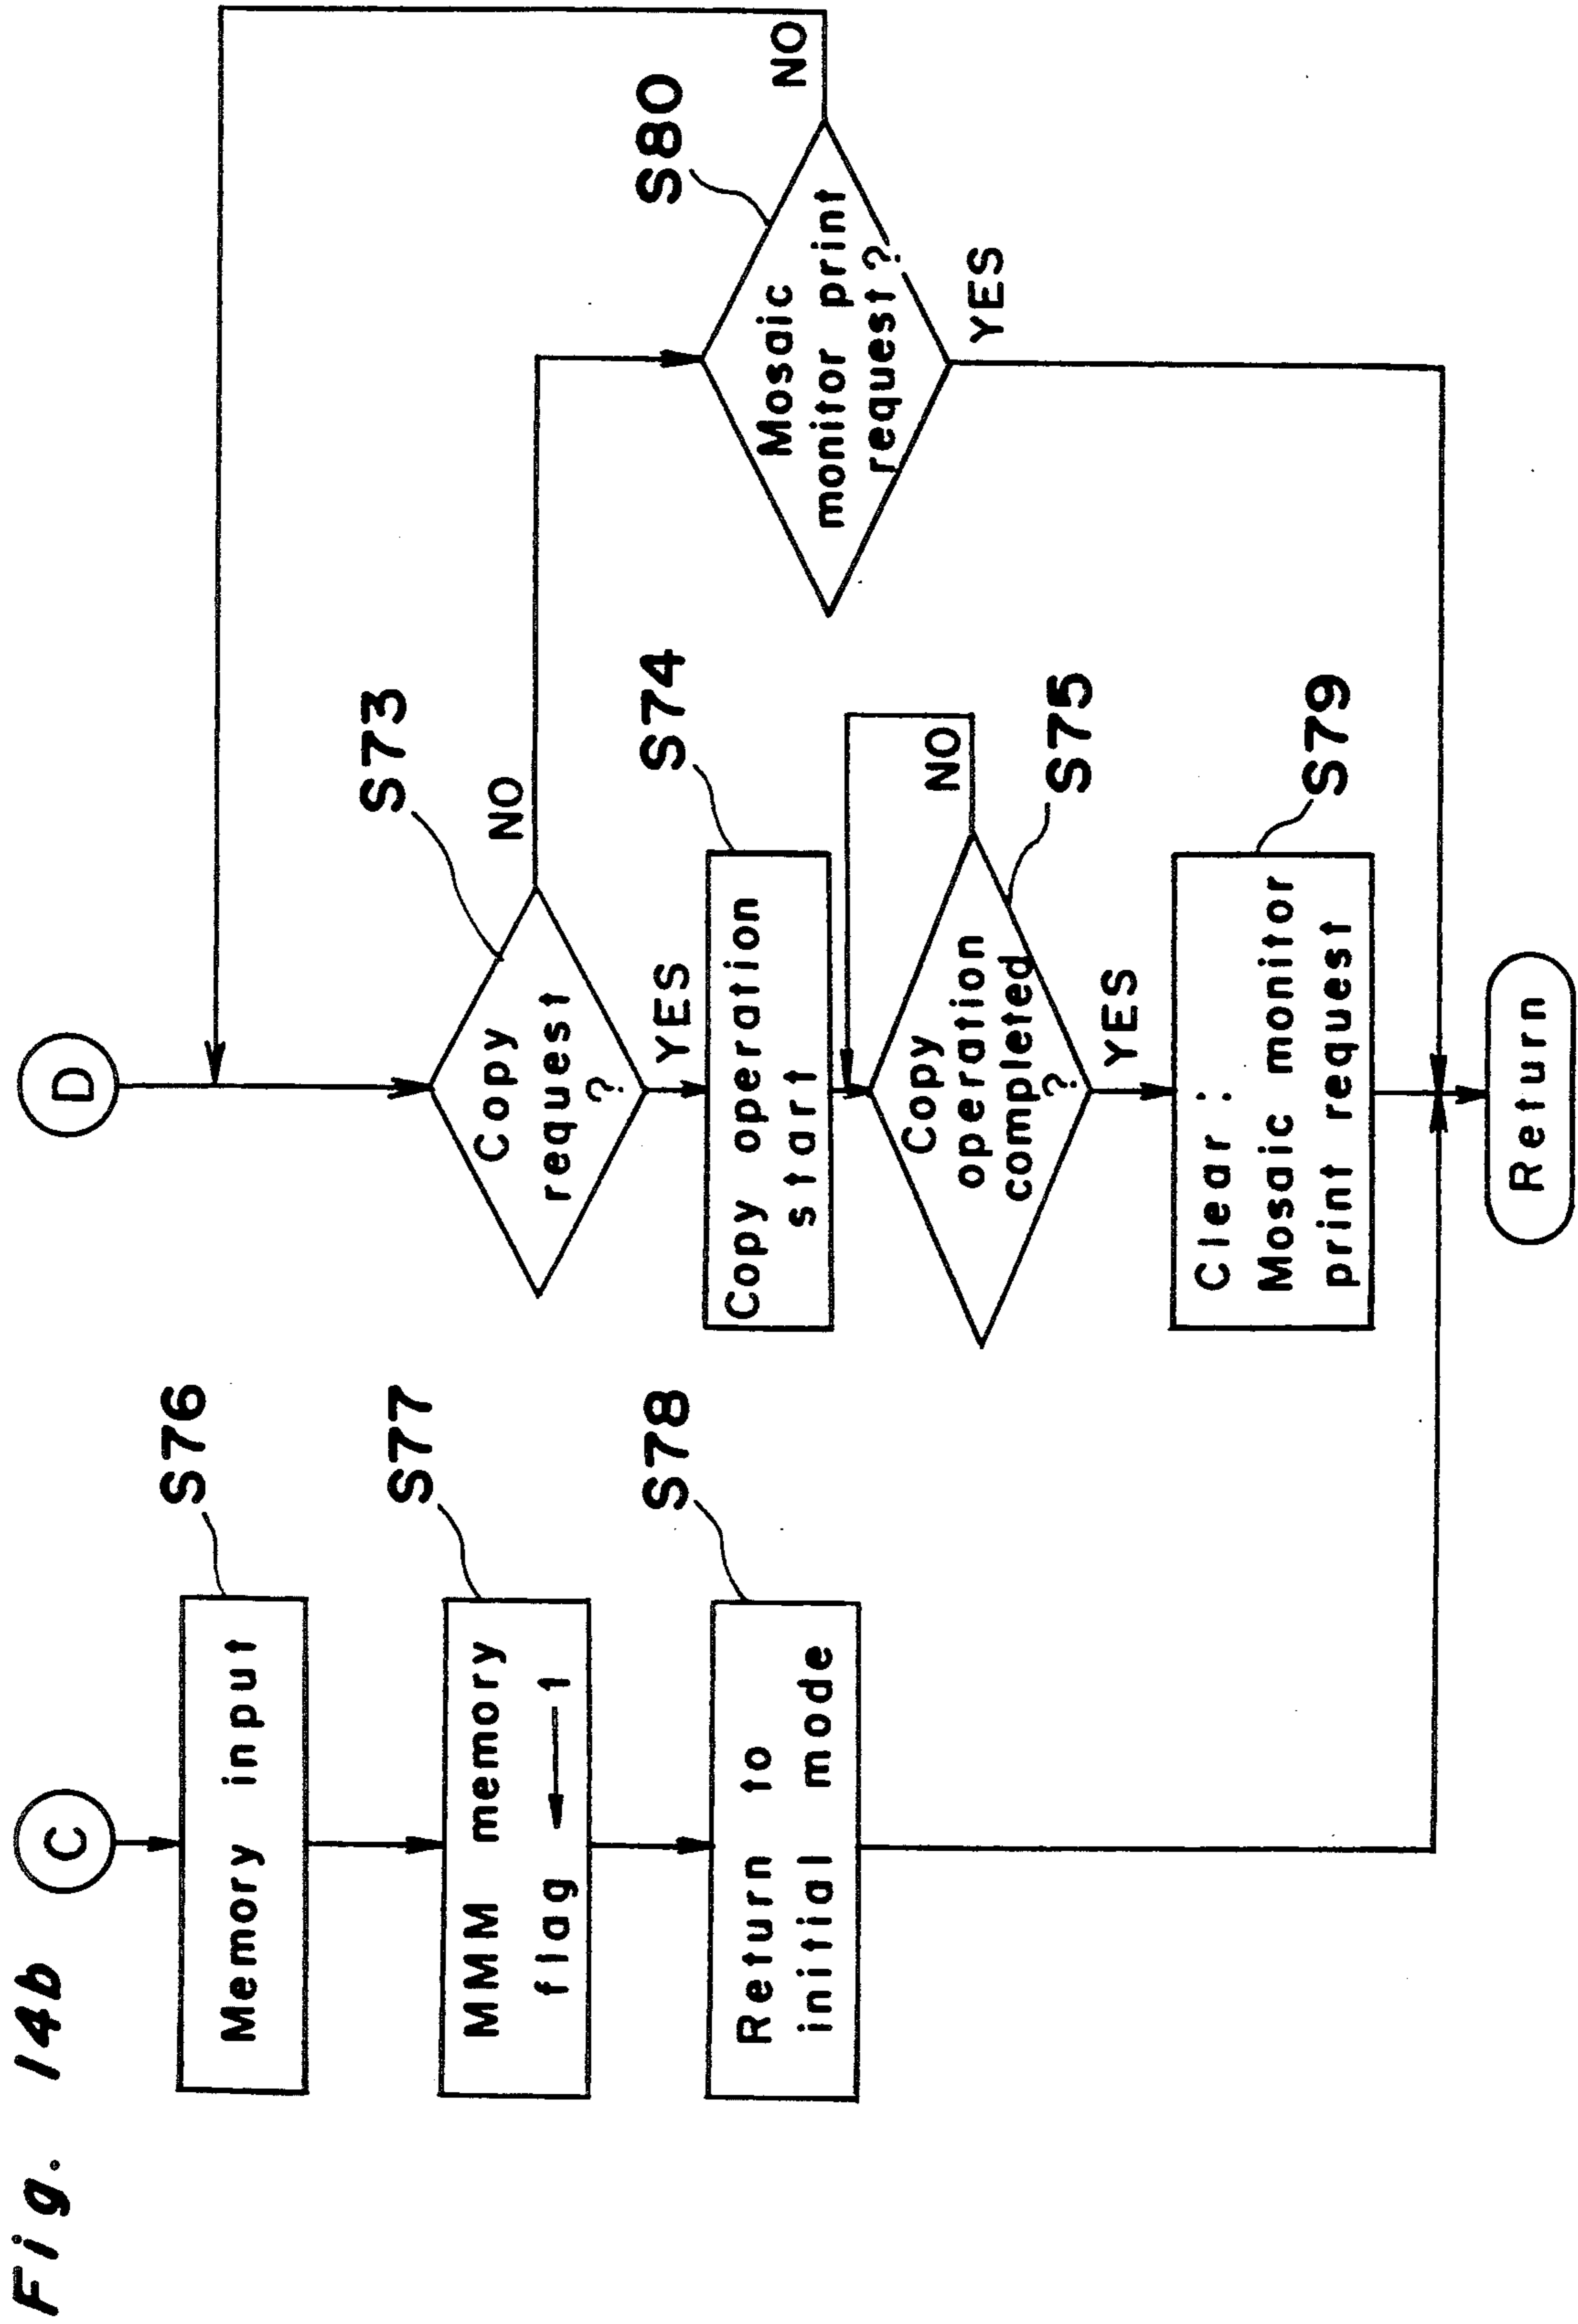 Fig. 14b
C
S76
Memory input
S77
MMM memory
flag ← 1
S78
Return to
initial mode
D
S73
Copy
request
?
NO
YES
S74
Copy operation
start
S75
Copy
operation
completed
?
NO
YES
S79
Clear :
Mosaic monitor
print request
S80
Mosaic
monitor print
request ?
NO
YES
Return